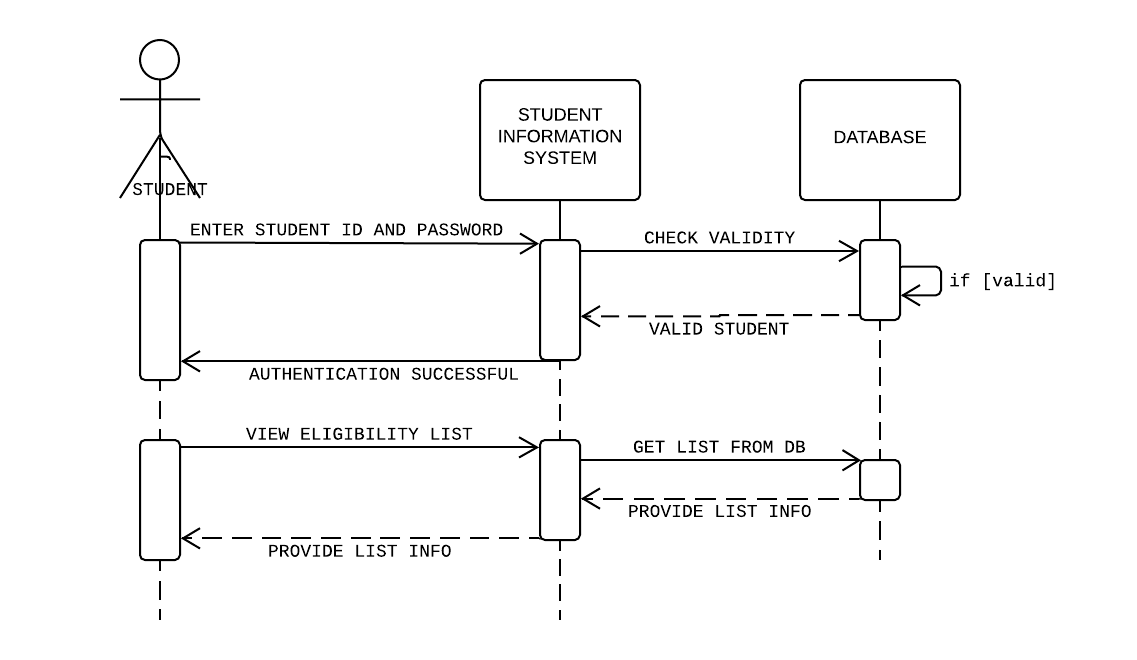 STUDENT
INFORMATION
SYSTEM
DATABASE
STUDENT
ENTER STUDENT ID AND PASSWORD
CHECK VALIDITY
if [valid]
VALID STUDENT
AUTHENTICATION SUCCESSFUL
VIEW ELIGIBILITY LIST
GET LIST FROM DB
PROVIDE LIST INFO
PROVIDE LIST INFO